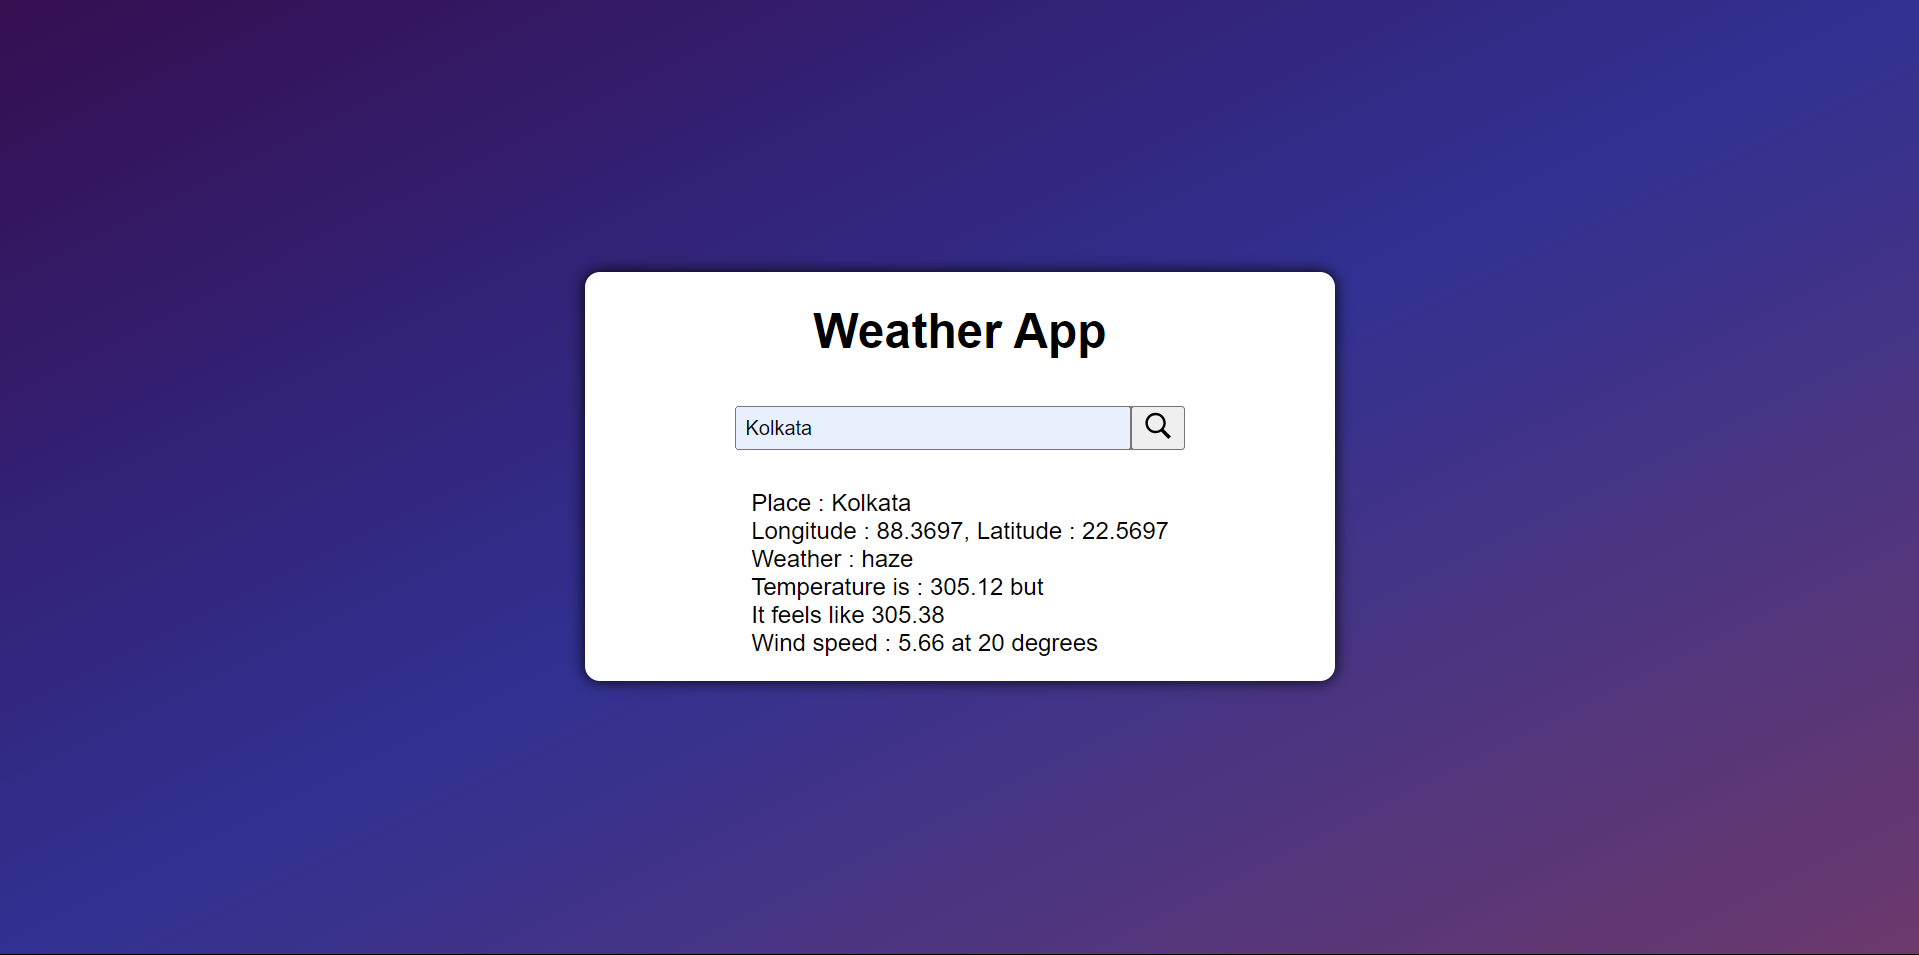 Weather App
Kolkata
Place : Kolkata
Longitude : 88.3697, Latitude : 22.5697
Weather : haze
Temperature is : 305.12 but
It feels like 305.38
Wind speed : 5.66 at 20 degrees